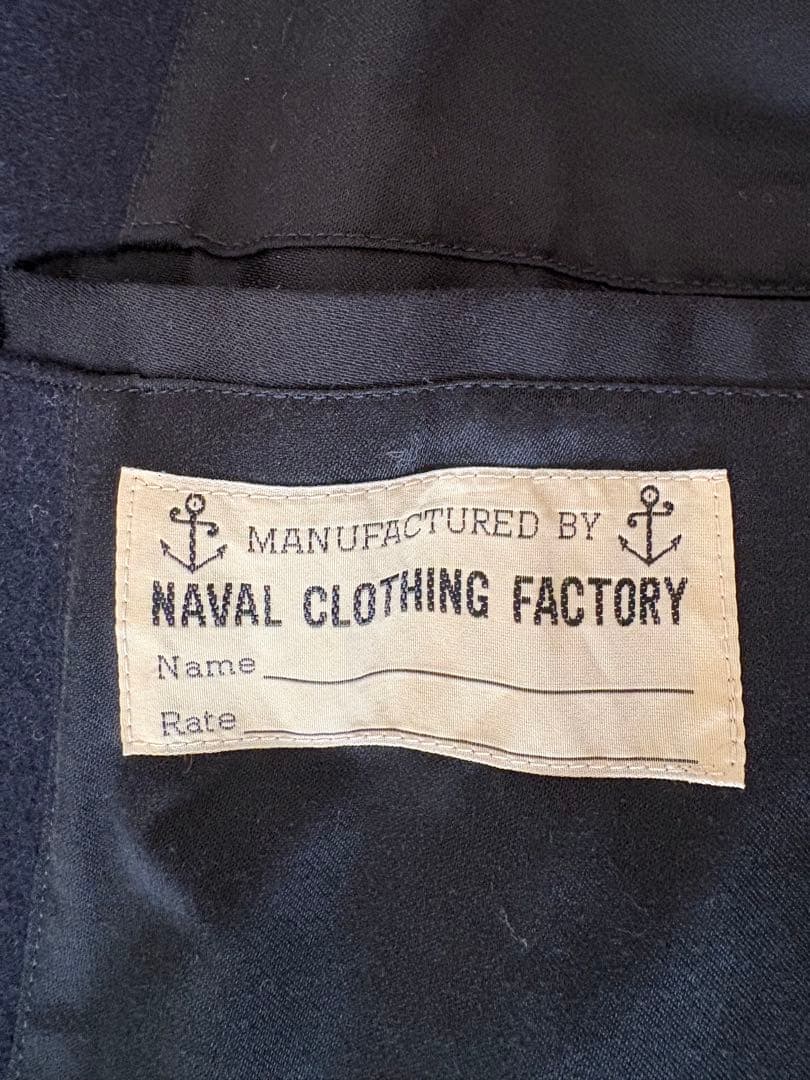 MANUFACTURED BY
NAVAL CLOTHING FACTORY
Name
Rate